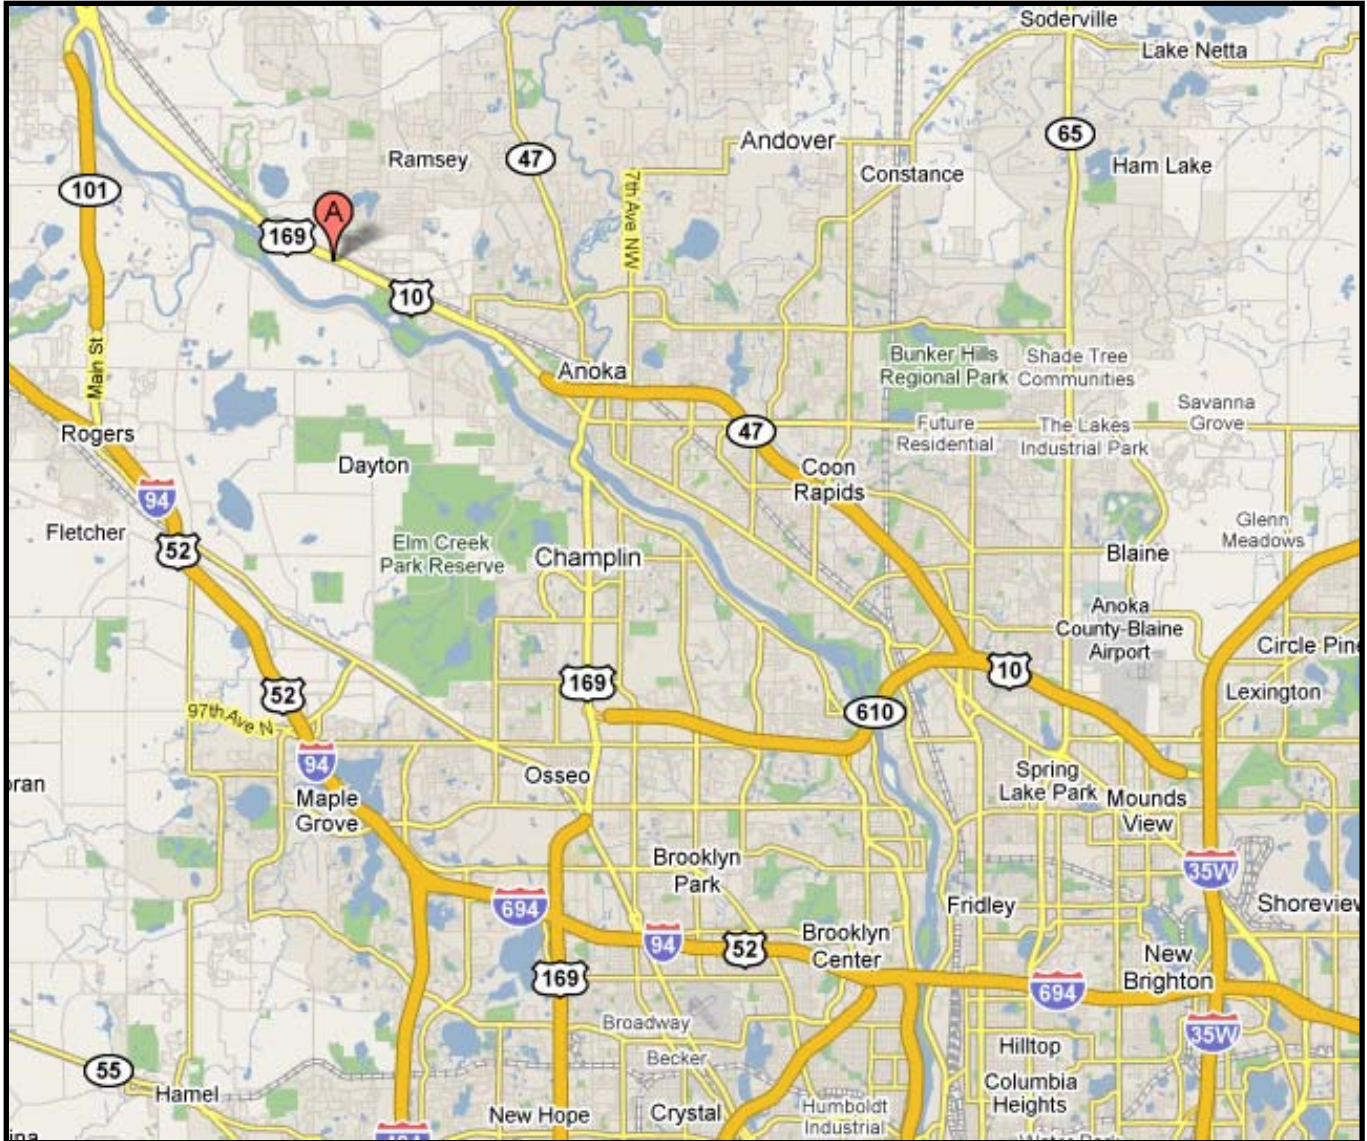 Soderville
Lake Netta
65
Andover
47
Ramsey
Ham Lake
Constance
101
7th Ave NW
A
169
10
Main St
Bunker Hills
Regional Park
Shade Tree
Communities
Anoka
Savanna
Grove
47
Future
Residential
The Lakes
Industrial Park
Rogers
Dayton
Coon
Rapids
94
Fletcher
52
Elm Creek
Park Reserve
Champlin
Glenn
Meadows
Blaine
Anoka
County-Blaine
Airport
Circle Pine
169
10
52
Lexington
97th Ave N
610
94
Osseo
Spring
Lake Park
oran
Maple
Grove
Mounds
View
Brooklyn
Park
35W
694
Fridley
Shoreview
94
52
Brooklyn
Center
New
Brighton
169
694
Broadway
35W
Becker
Hilltop
55
Hamel
Columbia
Heights
New Hope
Crystal
Humboldt
Industrial